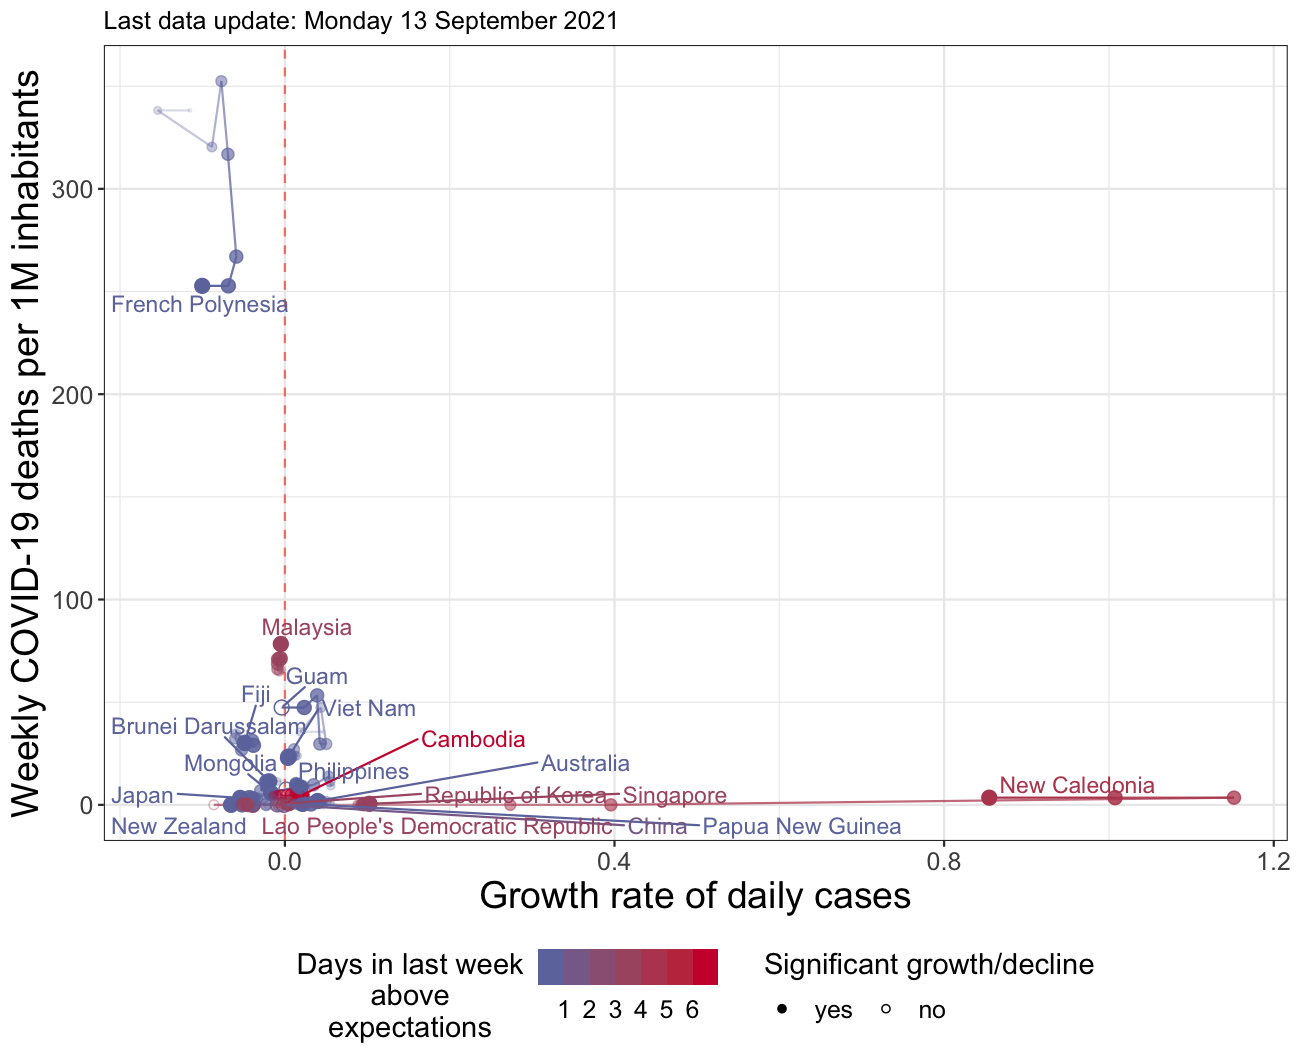 Last data update: Monday 13 September 2021
Weekly COVID-19 deaths per 1M inhabitants
300
200
100
0
French Polynesia
Malaysia
Guam
Fiji
Viet Nam
Brunei Darussalam
Cambodia
Mongolia
Philippines
Australia
Japan
Republic of Korea
Singapore
New Caledonia
New Zealand
Lao People's Democratic Republic
China
Papua New Guinea
0.0 0.4 0.8 1.2
Growth rate of daily cases
Days in last week
above
expectations
1 2 3 4 5 6
Significant growth/decline
yes no